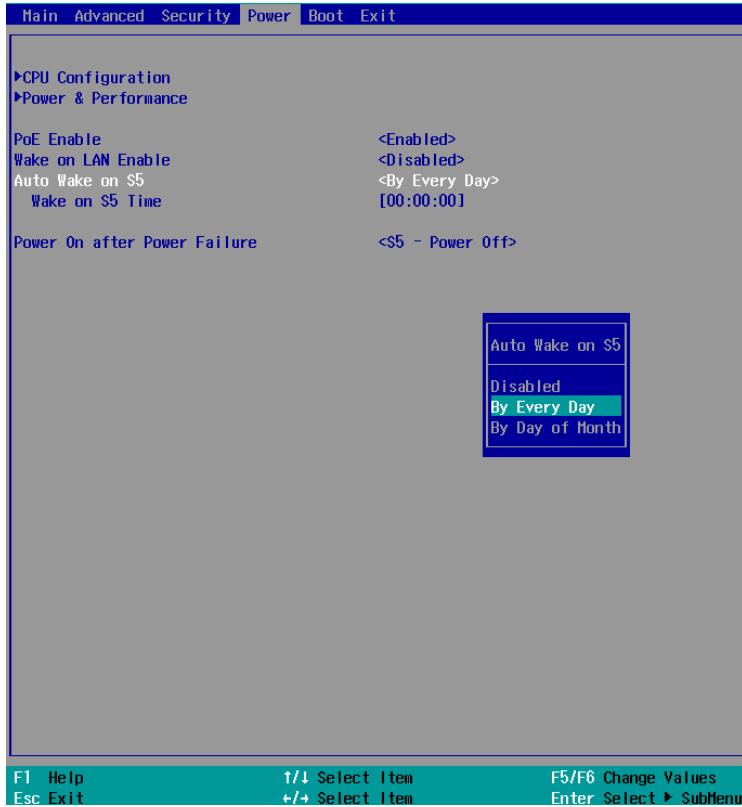 Main Advanced Security Power Boot Exit
▶CPU Configuration
▶Power & Performance
PoE Enable <Enabled>
Wake on LAN Enable <Disabled>
Auto Wake on S5 <By Every Day>
Wake on S5 Time [00:00:00]
Power On after Power Failure <S5 - Power Off>
Auto Wake on S5
Disabled
By Every Day
By Day of Month
F1 Help ↑/↓ Select Item F5/F6 Change Values
Esc Exit ←/→ Select Item Enter Select ▶ SubMenu